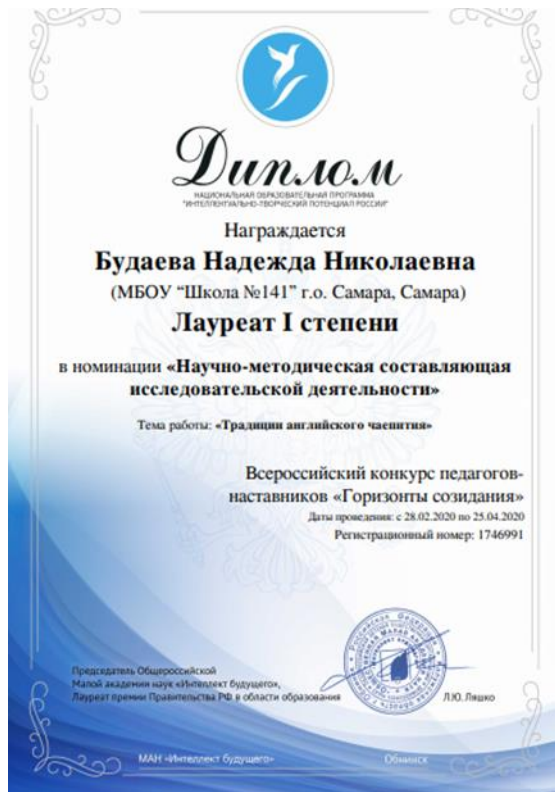 Диплом
НАЦИОНАЛЬНАЯ ОБРАЗОВАТЕЛЬНАЯ ПРОГРАММА
"ИНТЕЛЛЕКТУАЛЬНО-ТВОРЧЕСКИЙ ПОТЕНЦИАЛ РОССИИ"
Награждается
Будаева Надежда Николаевна
(МБОУ “Школа №141” г.о. Самара, Самара)
Лауреат I степени
в номинации «Научно-методическая составляющая
исследовательской деятельности»
Тема работы: «Традиции английского чаепития»
Всероссийский конкурс педагогов-
наставников «Горизонты созидания»
Даты проведения: с 28.02.2020 по 25.04.2020
Регистрационный номер: 1746991
Председатель Общероссийской
Малой академии наук «Интеллект будущего»,
Лауреат премии Правительства РФ в области образования
Л.Ю. Ляшко
МАН «Интеллект будущего»
Обнинск